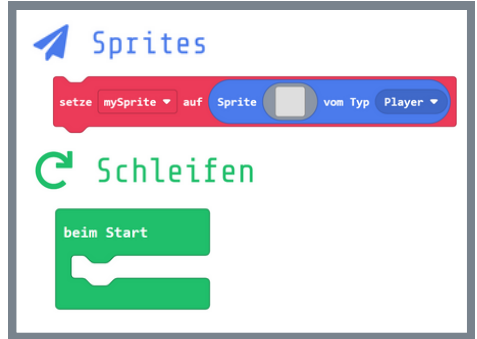 Sprites
setze mySprite auf Sprite vom Typ Player
Schleifen
beim Start